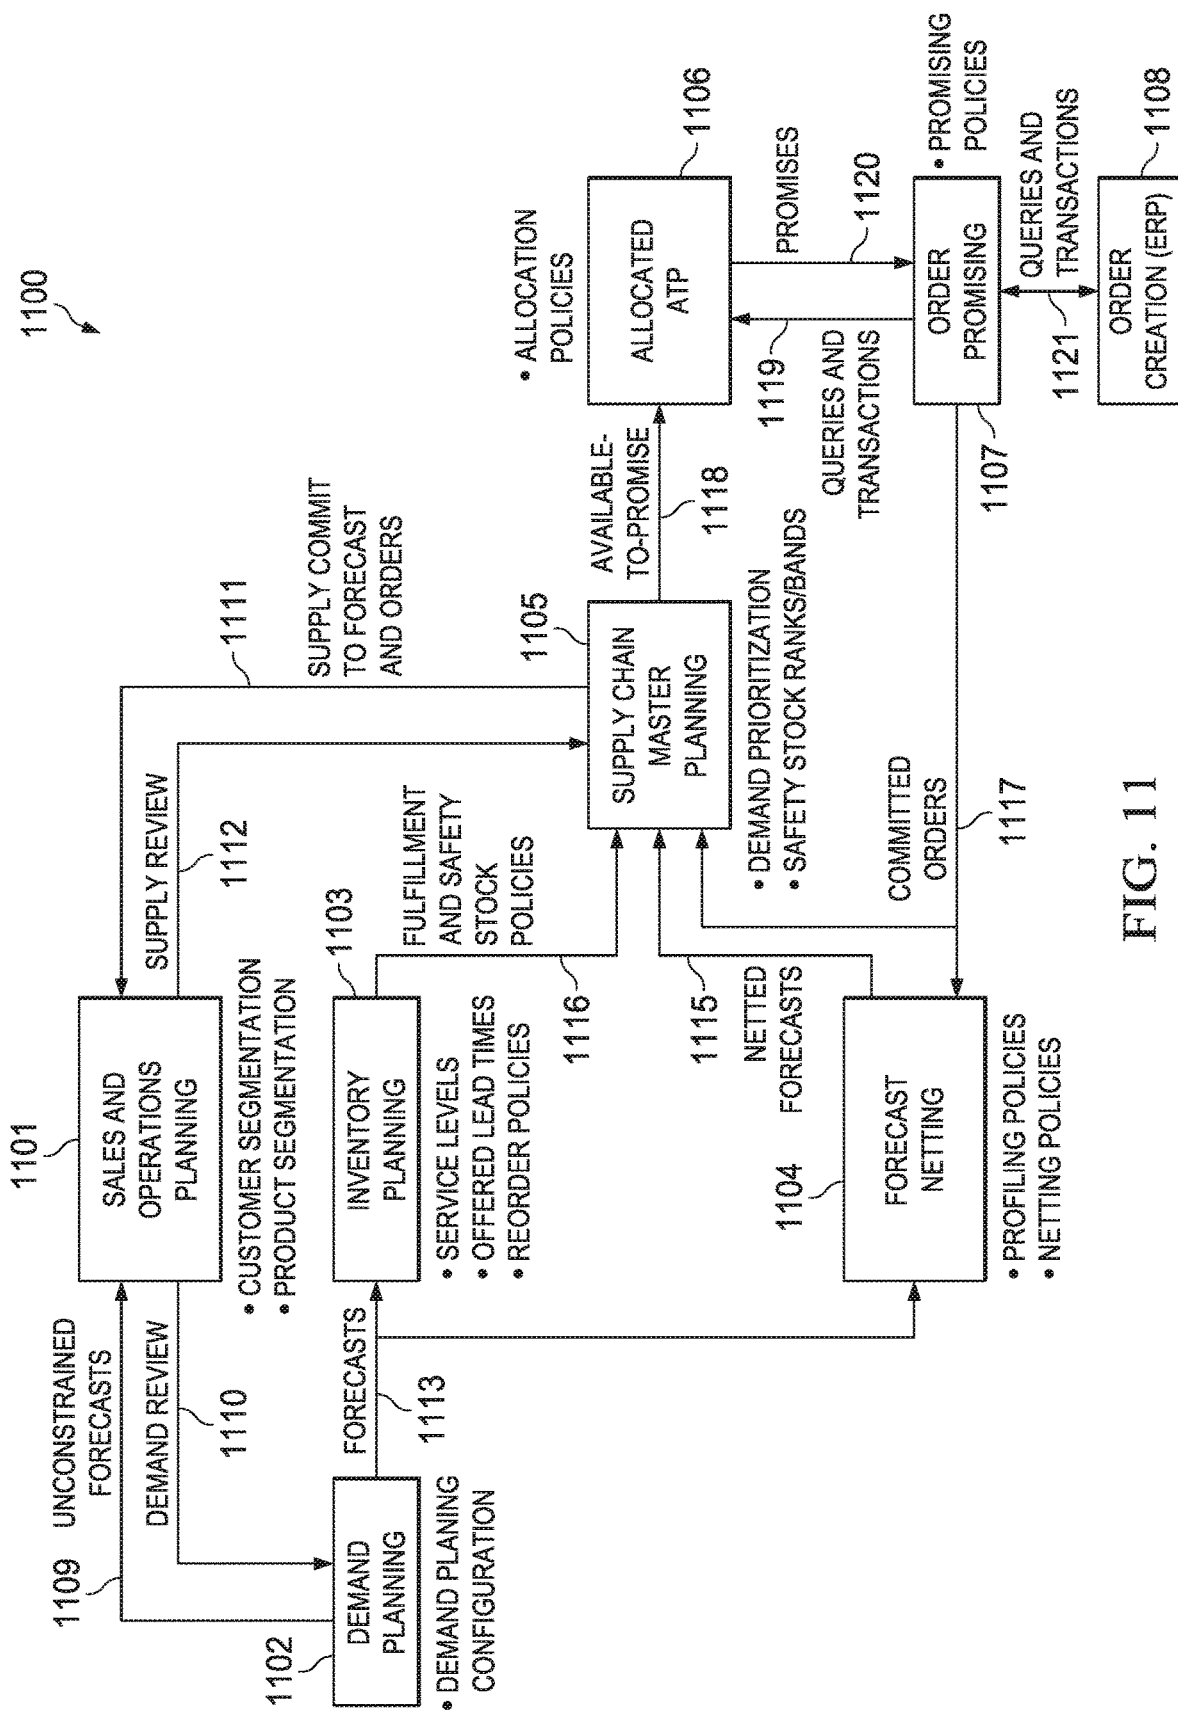 1100
1101
SALES AND
OPERATIONS
PLANNING
• CUSTOMER SEGMENTATION
• PRODUCT SEGMENTATION
1109
UNCONSTRAINED
FORECASTS
DEMAND REVIEW
1110
SUPPLY REVIEW
1112
1111
SUPPLY COMMIT
TO FORECAST
AND ORDERS
1102
DEMAND
PLANNING
• DEMAND PLANING
CONFIGURATION
FORECASTS
1113
1103
INVENTORY
PLANNING
• SERVICE LEVELS
• OFFERED LEAD TIMES
• REORDER POLICIES
FULFILLMENT
AND SAFETY
STOCK
POLICIES
1116
1105
SUPPLY CHAIN
MASTER
PLANNING
• DEMAND PRIORITIZATION
• SAFETY STOCK RANKS/BANDS
AVAILABLE-
TO-PROMISE
1118
• ALLOCATION
POLICIES
ALLOCATED
ATP
1106
1104
FORECAST
NETTING
• PROFILING POLICIES
• NETTING POLICIES
1115
NETTED
FORECASTS
COMMITTED
ORDERS
1117
QUERIES AND
TRANSACTIONS
1119
PROMISES
1120
1107
ORDER
PROMISING
• PROMISING
POLICIES
1121
QUERIES AND
TRANSACTIONS
ORDER
CREATION (ERP)
1108
FIG. 11